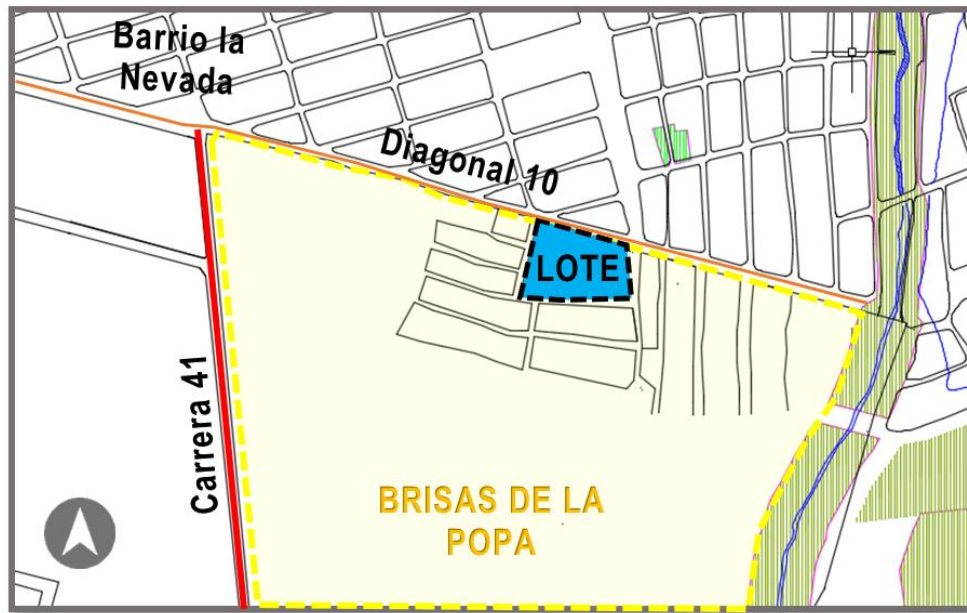 Barrio la
Nevada
Diagonal 10
LOTE
Carrera 41
BRISAS DE LA
POPA